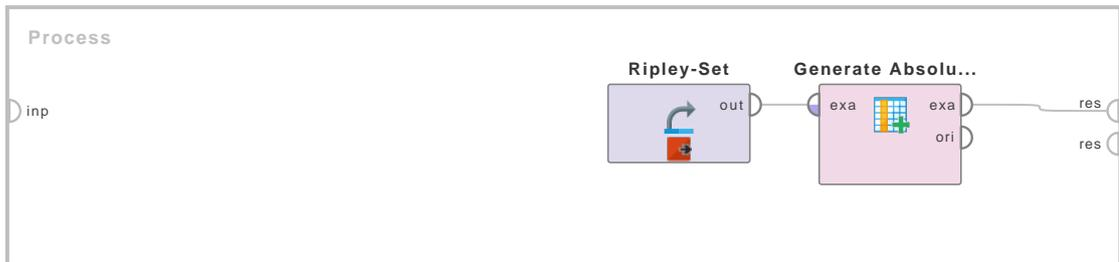 Process
Ripley-Set
Generate Absolu...
inp
out
exa
exa
res
ori
res